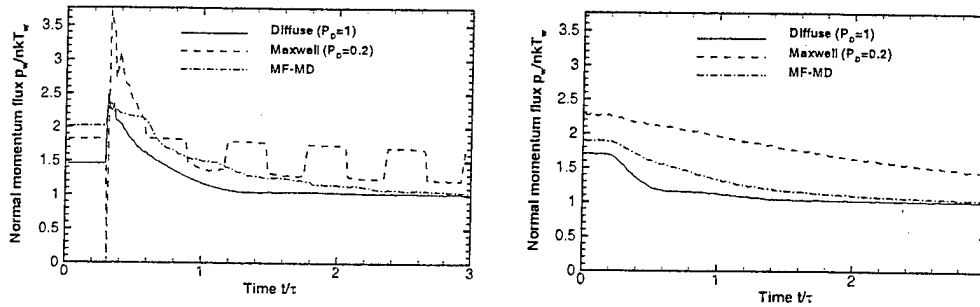 Normal momentum flux p_w/nkT_w
3.5
3
2.5
2
1.5
1
0.5
0
Diffuse (P_D=1)
Maxwell (P_D=0.2)
MF-MD
0
1
2
3
Time t/τ
Normal momentum flux p_w/nkT_w
3.5
3
2.5
2
1.5
1
0.5
0
Diffuse (P_D=1)
Maxwell (P_D=0.2)
MF-MD
0
1
2
Time t/τ